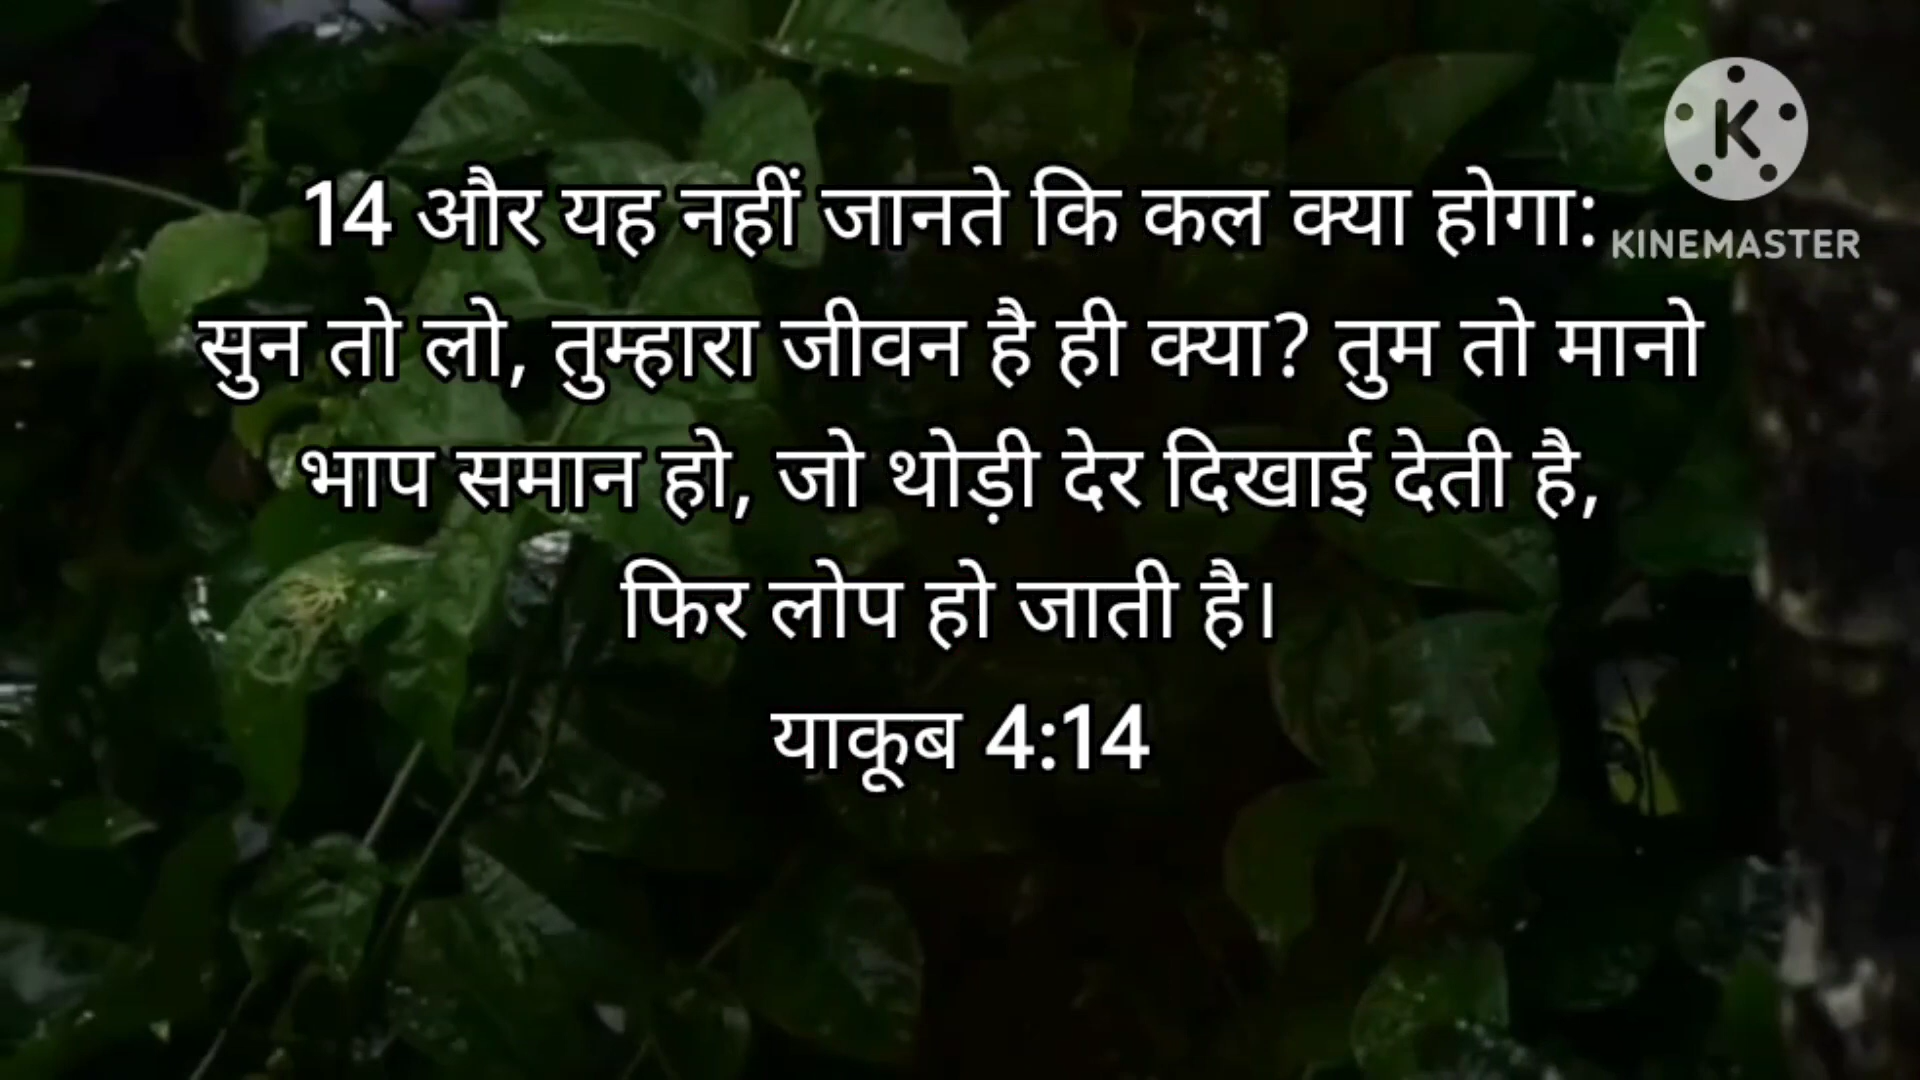 14 और यह नहीं जानते कि कल क्या होगा:
सुन तो लो, तुम्हारा जीवन है ही क्या? तुम तो मानो
भाप समान हो, जो थोड़ी देर दिखाई देती है,
फिर लोप हो जाती है।
याकूब 4:14
K
KINEMASTER